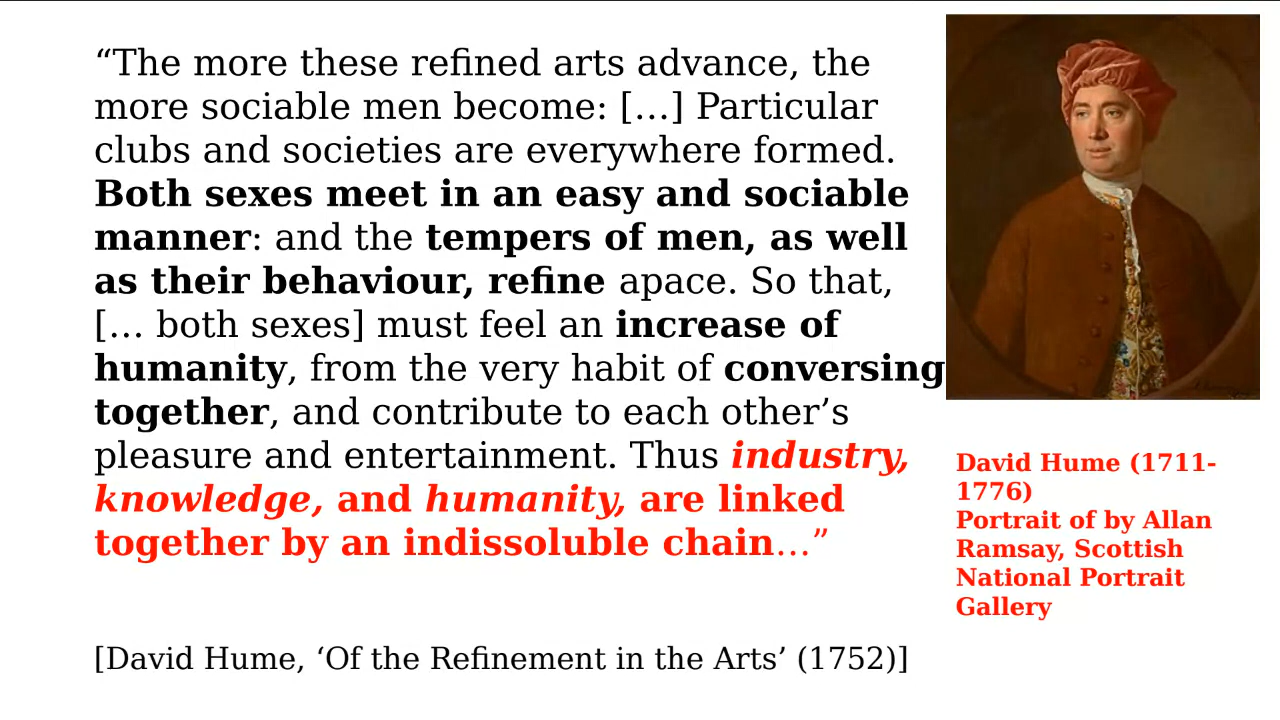 “The more these refined arts advance, the
more sociable men become: […] Particular
clubs and societies are everywhere formed.
Both sexes meet in an easy and sociable
manner: and the tempers of men, as well
as their behaviour, refine apace. So that,
[… both sexes] must feel an increase of
humanity, from the very habit of conversing
together, and contribute to each other’s
pleasure and entertainment. Thus industry,
knowledge, and humanity, are linked
together by an indissoluble chain…”
[David Hume, ‘Of the Refinement in the Arts’ (1752)]
David Hume (1711-
1776)
Portrait of by Allan
Ramsay, Scottish
National Portrait
Gallery